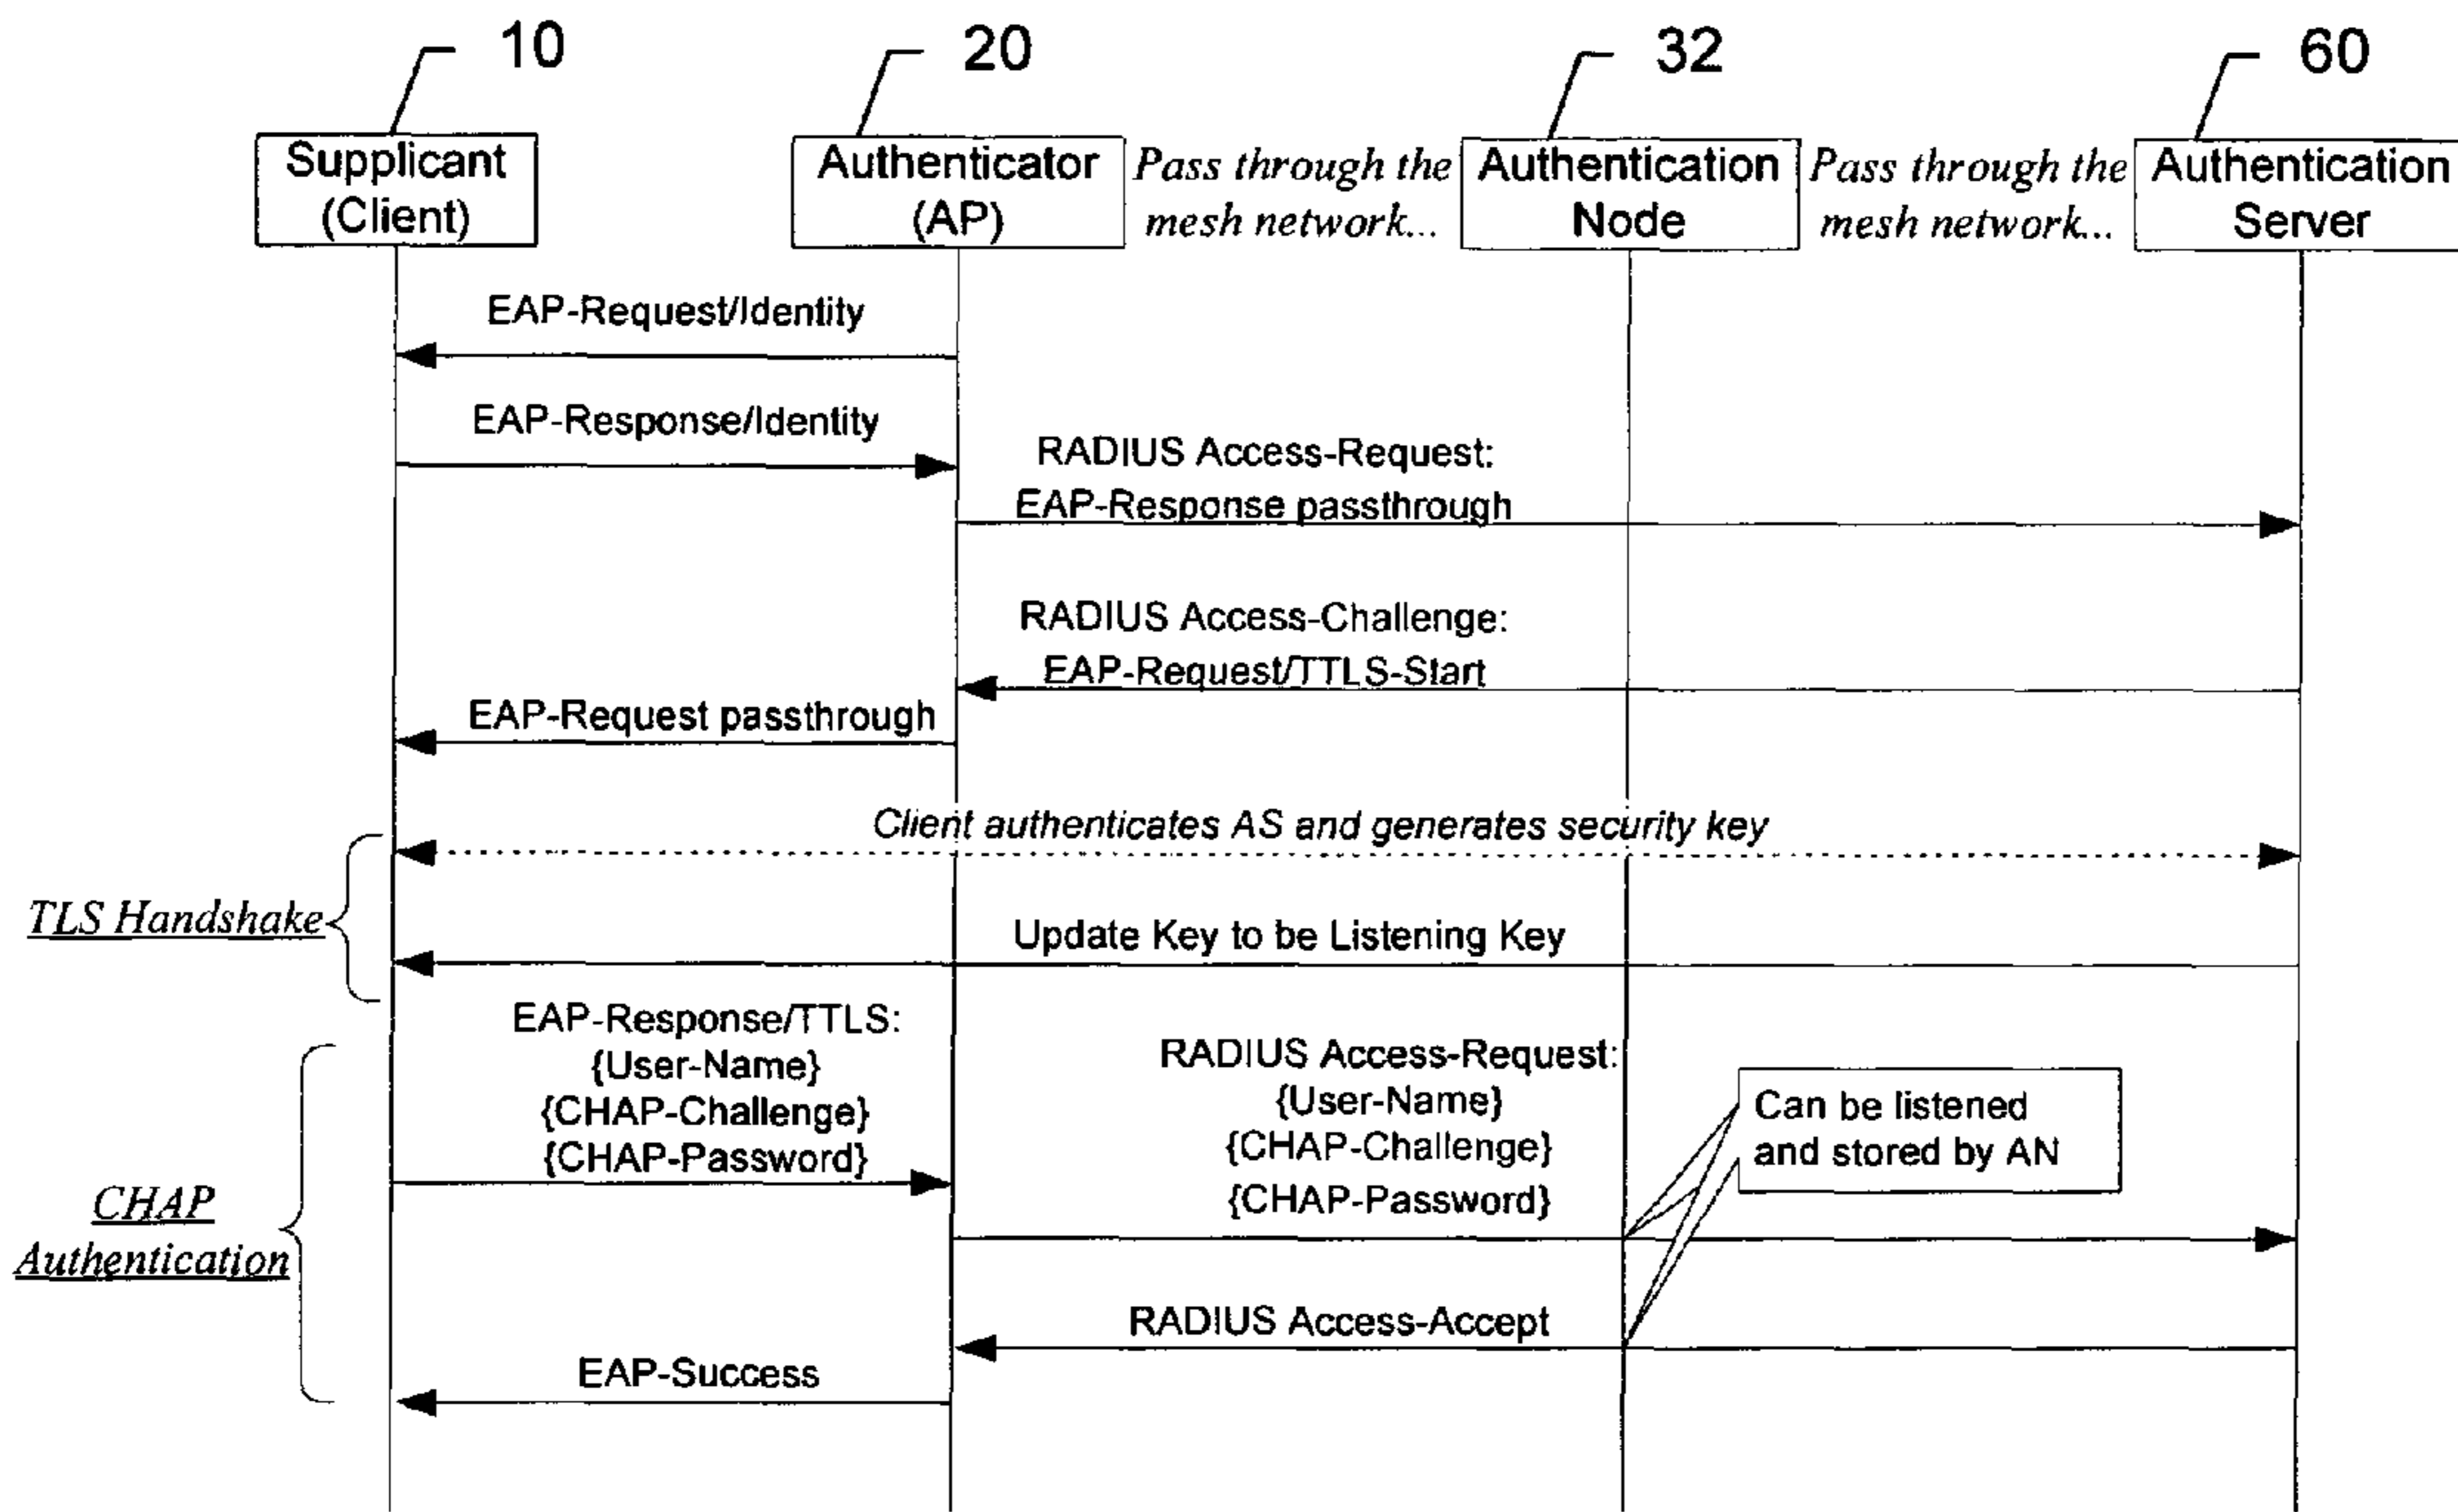 10
20
32
60
Supplicant
(Client)
Authenticator
(AP)
Pass through the
mesh network...
Authentication
Node
Pass through the
mesh network...
Authentication
Server
EAP-Request/Identity
EAP-Response/Identity
RADIUS Access-Request:
EAP-Response passthrough
RADIUS Access-Challenge:
EAP-Request/TTLS-Start
EAP-Request passthrough
Client authenticates AS and generates security key
TLS Handshake
Update Key to be Listening Key
EAP-Response/TTLS:
{User-Name}
{CHAP-Challenge}
{CHAP-Password}
RADIUS Access-Request:
{User-Name}
{CHAP-Challenge}
{CHAP-Password}
Can be listened
and stored by AN
CHAP
Authentication
RADIUS Access-Accept
EAP-Success